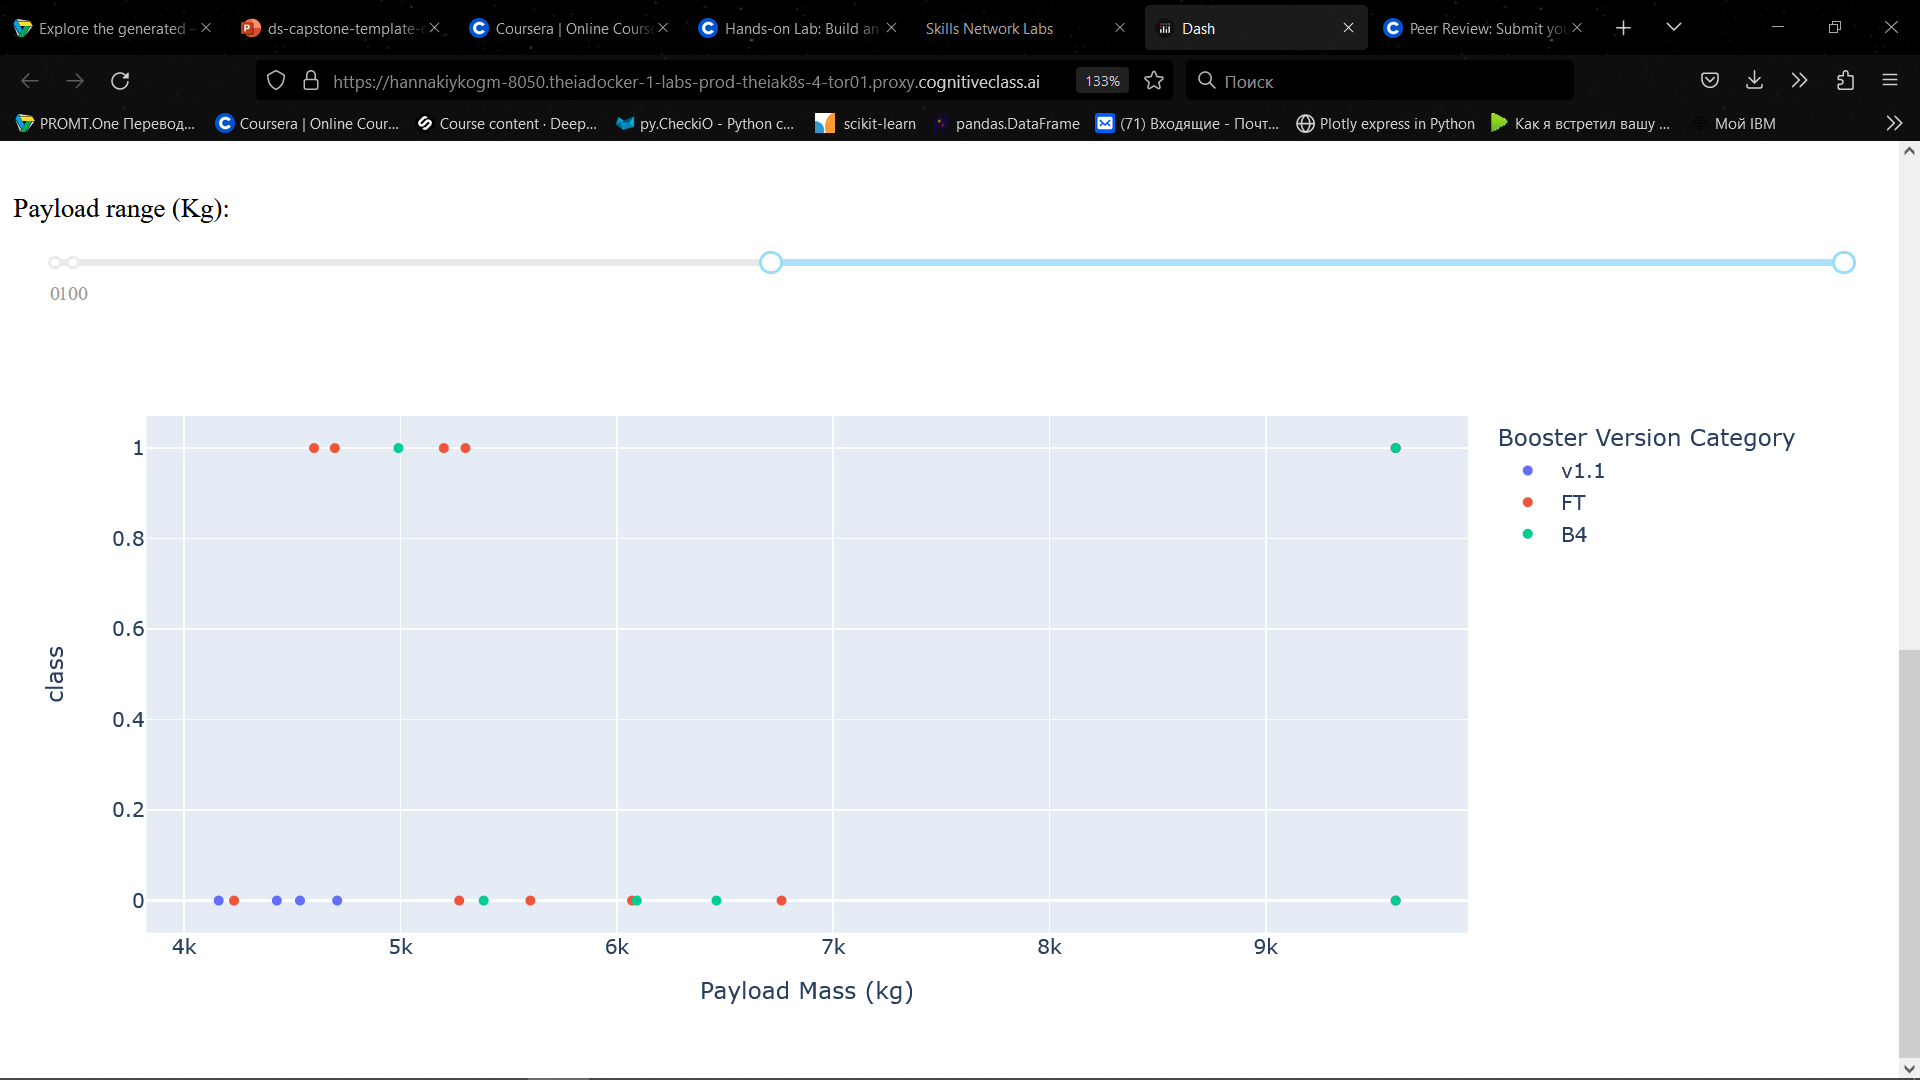 Explore the generated - ds-capstone-template- Coursera | Online Course Hands-on Lab: Build an Skills Network Labs Dash Peer Review: Submit you
https://hannakiykogm-8050.theiadocker-1-labs-prod-theiak8s-4-tor01.proxy.cognitiveclass.ai 133% Поиск
PROMT.One Перевод... Coursera | Online Cour... Course content · Deep... py.CheckiO - Python c... scikit-learn pandas.DataFrame (71) Входящие - Почт... Plotly express in Python Как я встретил вашу ... Мой IBM
Payload range (Kg):
0100
Booster Version Category
v1.1
FT
B4
1
0.8
0.6
0.4
0.2
0
class
4k 5k 6k 7k 8k 9k
Payload Mass (kg)